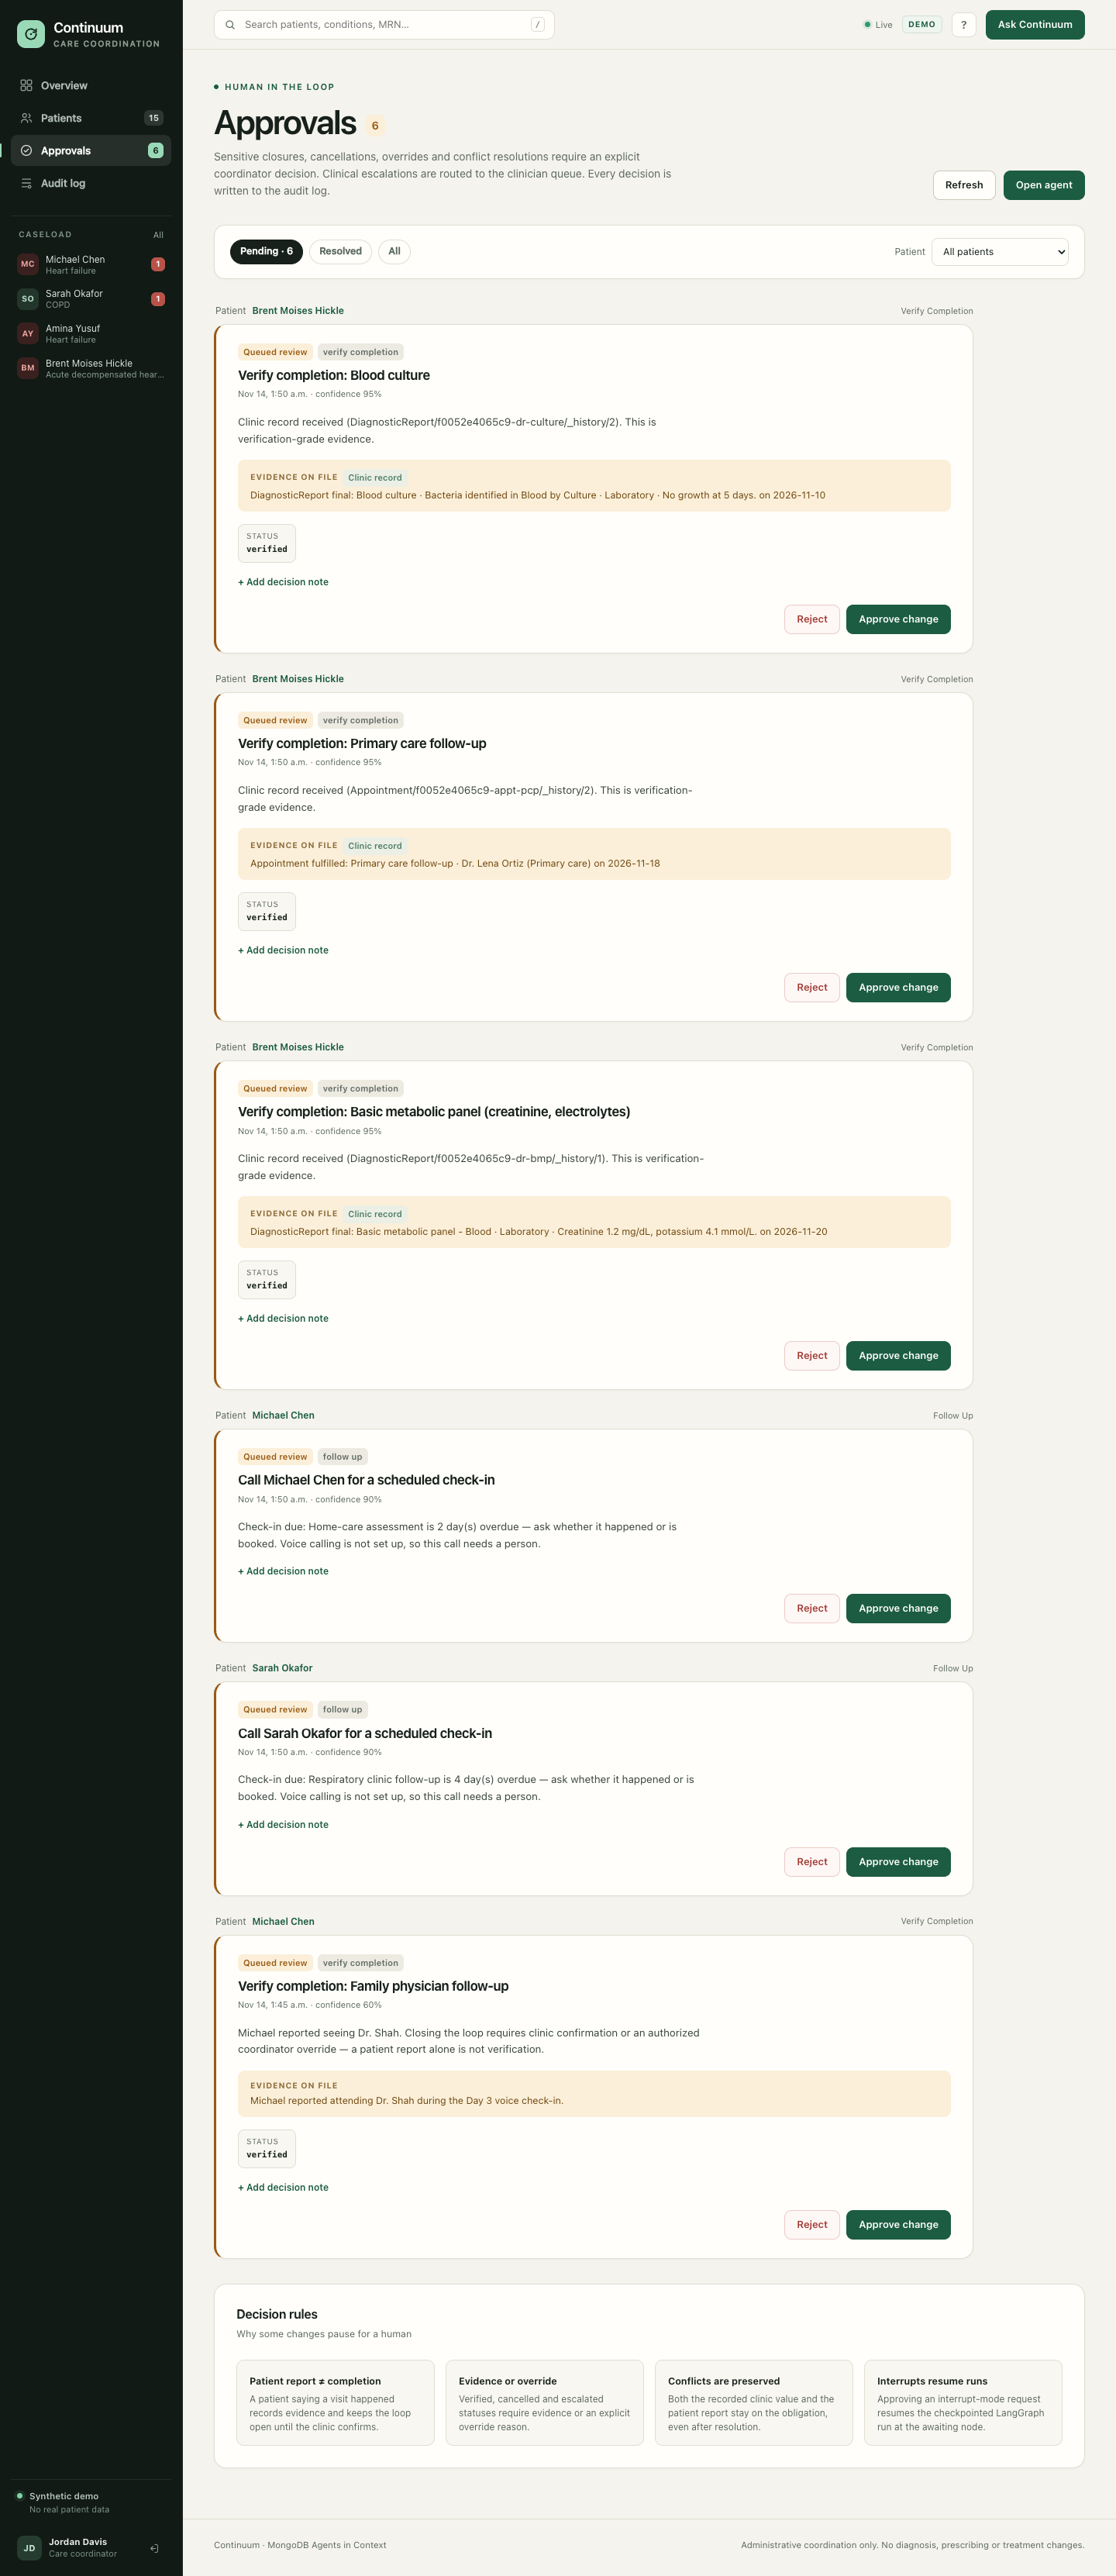 Continuum
CARE COORDINATION
Overview
Patients 15
Approvals 6
Audit log
CASELOAD All
MC Michael Chen 1
Heart failure
SO Sarah Okafor 1
COPD
AY Amina Yusuf
Heart failure
BM Brent Moises Hickle
Acute decompensated hear...
Synthetic demo
No real patient data
JD Jordan Davis
Care coordinator
Search patients, conditions, MRN... /
Live DEMO ? Ask Continuum
HUMAN IN THE LOOP
Approvals 6
Sensitive closures, cancellations, overrides and conflict resolutions require an explicit
coordinator decision. Clinical escalations are routed to the clinician queue. Every decision is
written to the audit log.
Refresh Open agent
Pending · 6 Resolved All Patient All patients
Patient Brent Moises Hickle Verify Completion
Queued review verify completion
Verify completion: Blood culture
Nov 14, 1:50 a.m. · confidence 95%
Clinic record received (DiagnosticReport/f0052e4065c9-dr-culture/_history/2). This is
verification-grade evidence.
EVIDENCE ON FILE Clinic record
DiagnosticReport final: Blood culture · Bacteria identified in Blood by Culture · Laboratory · No growth at 5 days. on 2026-11-10
STATUS
verified
+ Add decision note
Reject Approve change
Patient Brent Moises Hickle Verify Completion
Queued review verify completion
Verify completion: Primary care follow-up
Nov 14, 1:50 a.m. · confidence 95%
Clinic record received (Appointment/f0052e4065c9-appt-pcp/_history/2). This is verification-
grade evidence.
EVIDENCE ON FILE Clinic record
Appointment fulfilled: Primary care follow-up · Dr. Lena Ortiz (Primary care) on 2026-11-18
STATUS
verified
+ Add decision note
Reject Approve change
Patient Brent Moises Hickle Verify Completion
Queued review verify completion
Verify completion: Basic metabolic panel (creatinine, electrolytes)
Nov 14, 1:50 a.m. · confidence 95%
Clinic record received (DiagnosticReport/f0052e4065c9-dr-bmp/_history/1). This is verification-
grade evidence.
EVIDENCE ON FILE Clinic record
DiagnosticReport final: Basic metabolic panel - Blood · Laboratory · Creatinine 1.2 mg/dL, potassium 4.1 mmol/L. on 2026-11-20
STATUS
verified
+ Add decision note
Reject Approve change
Patient Michael Chen Follow Up
Queued review follow up
Call Michael Chen for a scheduled check-in
Nov 14, 1:50 a.m. · confidence 90%
Check-in due: Home-care assessment is 2 day(s) overdue — ask whether it happened or is
booked. Voice calling is not set up, so this call needs a person.
+ Add decision note
Reject Approve change
Patient Sarah Okafor Follow Up
Queued review follow up
Call Sarah Okafor for a scheduled check-in
Nov 14, 1:50 a.m. · confidence 90%
Check-in due: Respiratory clinic follow-up is 4 day(s) overdue — ask whether it happened or is
booked. Voice calling is not set up, so this call needs a person.
+ Add decision note
Reject Approve change
Patient Michael Chen Verify Completion
Queued review verify completion
Verify completion: Family physician follow-up
Nov 14, 1:45 a.m. · confidence 60%
Michael reported seeing Dr. Shah. Closing the loop requires clinic confirmation or an authorized
coordinator override — a patient report alone is not verification.
EVIDENCE ON FILE
Michael reported attending Dr. Shah during the Day 3 voice check-in.
STATUS
verified
+ Add decision note
Reject Approve change
Decision rules
Why some changes pause for a human
Patient report ≠ completion
A patient saying a visit happened
records evidence and keeps the loop
open until the clinic confirms.
Evidence or override
Verified, cancelled and escalated
statuses require evidence or an explicit
override reason.
Conflicts are preserved
Both the recorded clinic value and the
patient report stay on the obligation,
even after resolution.
Interrupts resume runs
Approving an interrupt-mode request
resumes the checkpointed LangGraph
run at the awaiting node.
Continuum · MongoDB Agents in Context
Administrative coordination only. No diagnosis, prescribing or treatment changes.